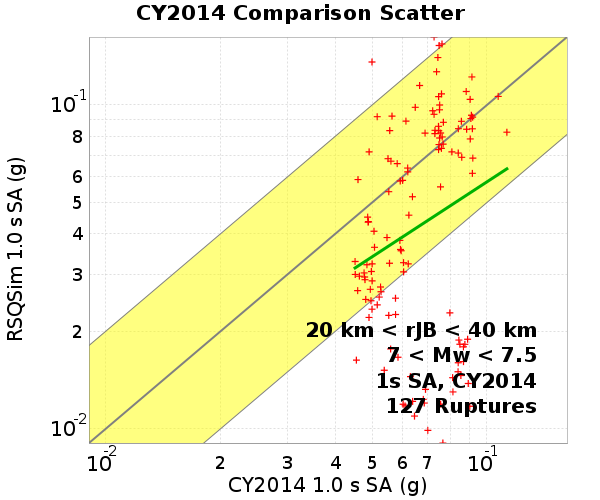 CY2014 Comparison Scatter
RSQSim 1.0 s SA (g)
10^-1
8
6
5
4
3
2
10^-2
20 km < rJB < 40 km
7 < Mw < 7.5
1s SA, CY2014
127 Ruptures
10^-2 2 3 4 5 6 7 10^-1
CY2014 1.0 s SA (g)